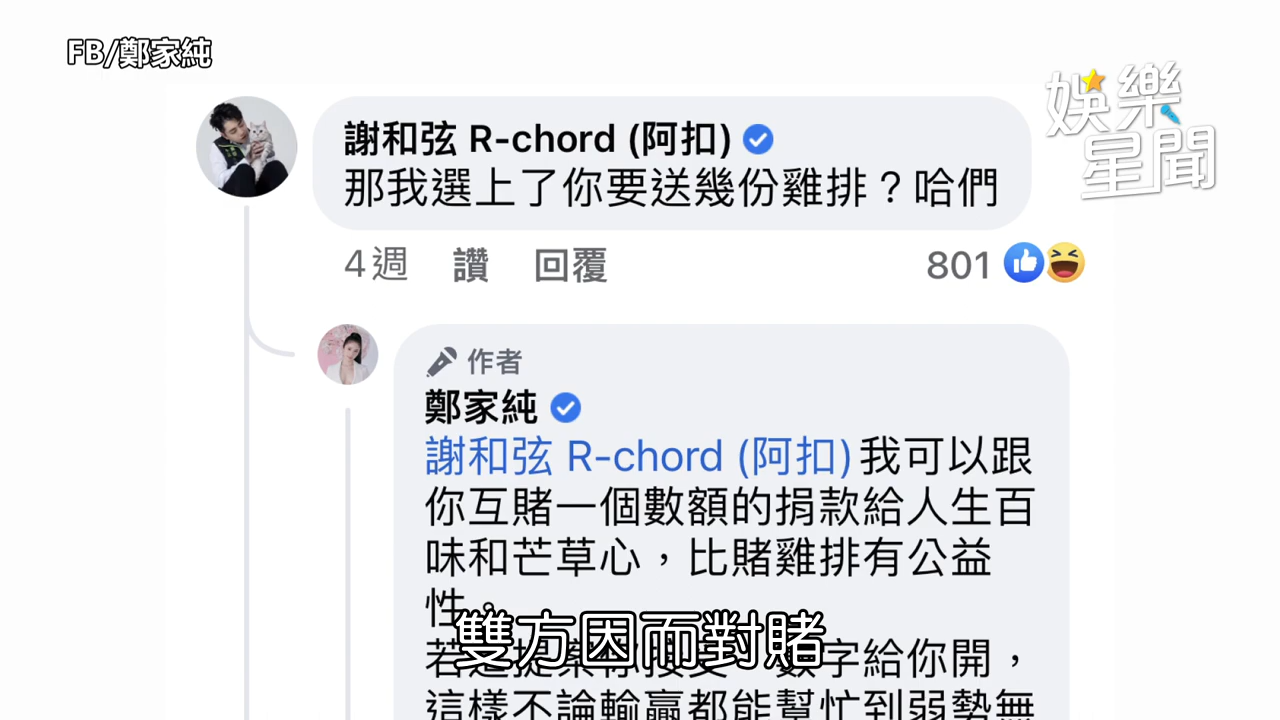 FB/鄭家純
娛樂
星聞
謝和弦 R-chord (阿扣)
那我選上了你要送幾份雞排？哈們
4週 讚 回覆 801
作者
鄭家純
謝和弦 R-chord (阿扣)我可以跟
你互賭一個數額的捐款給人生百
味和芒草心，比賭雞排有公益
性。
雙方因而對賭
數字給你開，
這樣不論輸贏都能幫忙到弱勢無